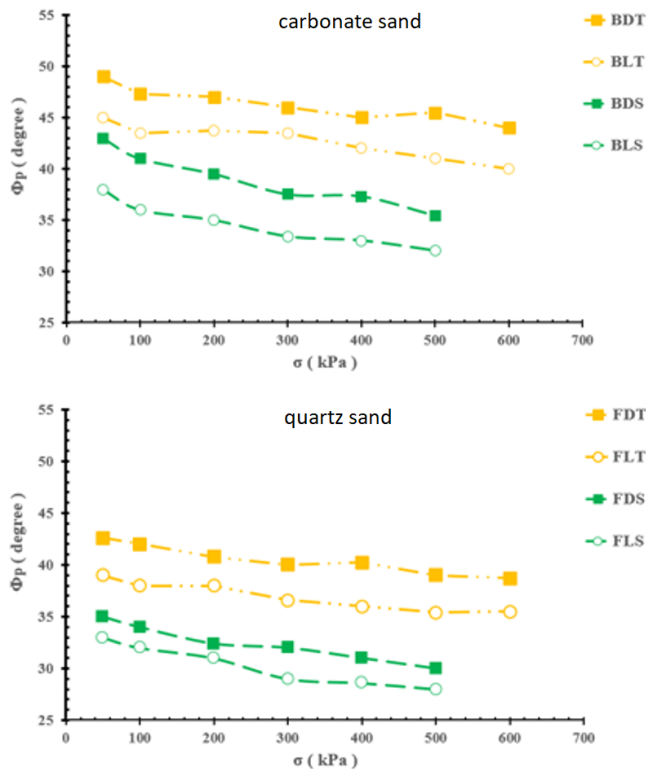 carbonate sand
BDT
BLT
BDS
BLS
Φp ( degree )
55
50
45
40
35
30
25
0 100 200 300 400 500 600 700
σ ( kPa )
quartz sand
FDT
FLT
FDS
FLS
Φp ( degree )
55
50
45
40
35
30
25
0 100 200 300 400 500 600 700
σ ( kPa )